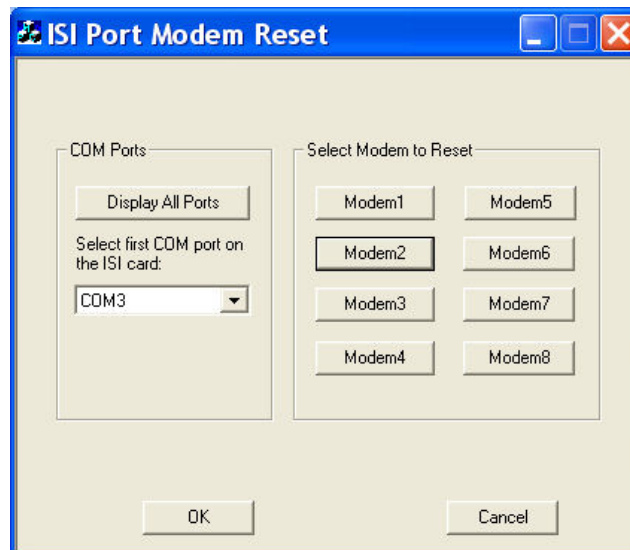 ISI Port Modem Reset
COM Ports
Display All Ports
Select first COM port on
the ISI card:
COM3
Select Modem to Reset
Modem1
Modem5
Modem2
Modem6
Modem3
Modem7
Modem4
Modem8
OK
Cancel